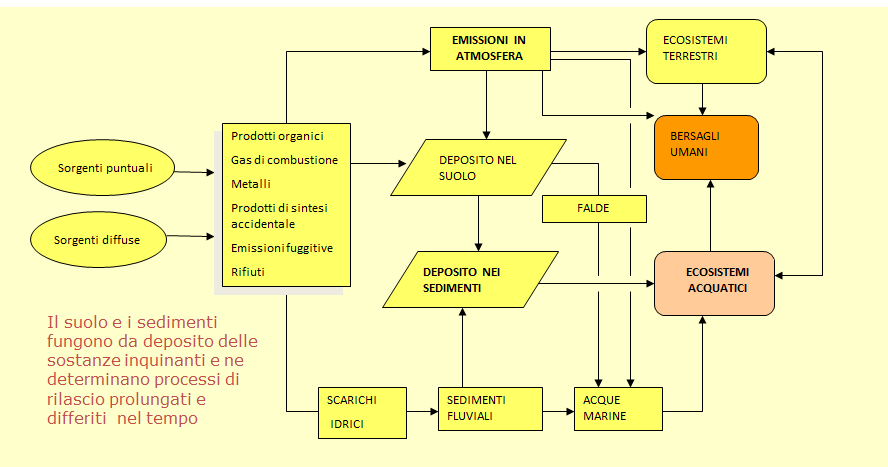 EMISSIONI IN
ATMOSFERA
ECOSISTEMI
TERRESTRI
Prodotti organici
Gas di combustione
Metalli
Prodotti di sintesi
accidentale
Emissioni fuggitive
Rifiuti
BERSAGLI
UMANI
Sorgenti puntuali
DEPOSITO NEL
SUOLO
FALDE
Sorgenti diffuse
DEPOSITO NEI
SEDIMENTI
ECOSISTEMI
ACQUATICI
Il suolo e i sedimenti
fungono da deposito delle
sostanze inquinanti e ne
determinano processi di
rilascio prolungati e
differiti nel tempo
SCARICHI
IDRICI
SEDIMENTI
FLUVIALI
ACQUE
MARINE